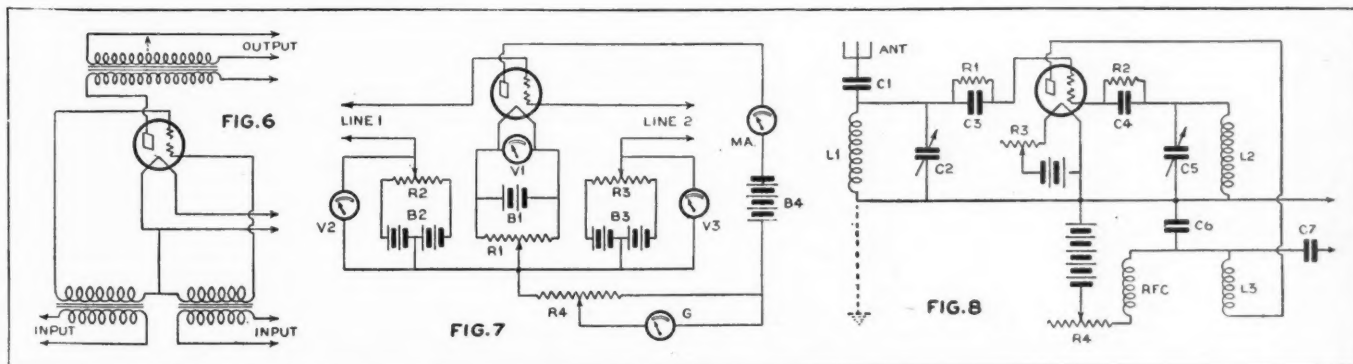 OUTPUT
FIG.6
INPUT
INPUT
LINE 1
LINE 2
MA.
V1
R2
R3
V2
B2
B1
B3
V3
B4
R1
R4
G
FIG.7
ANT
C1
R1
R2
C3
C4
R3
L1
C2
C5
L2
C6
C7
RFC
L3
R4
FIG.8